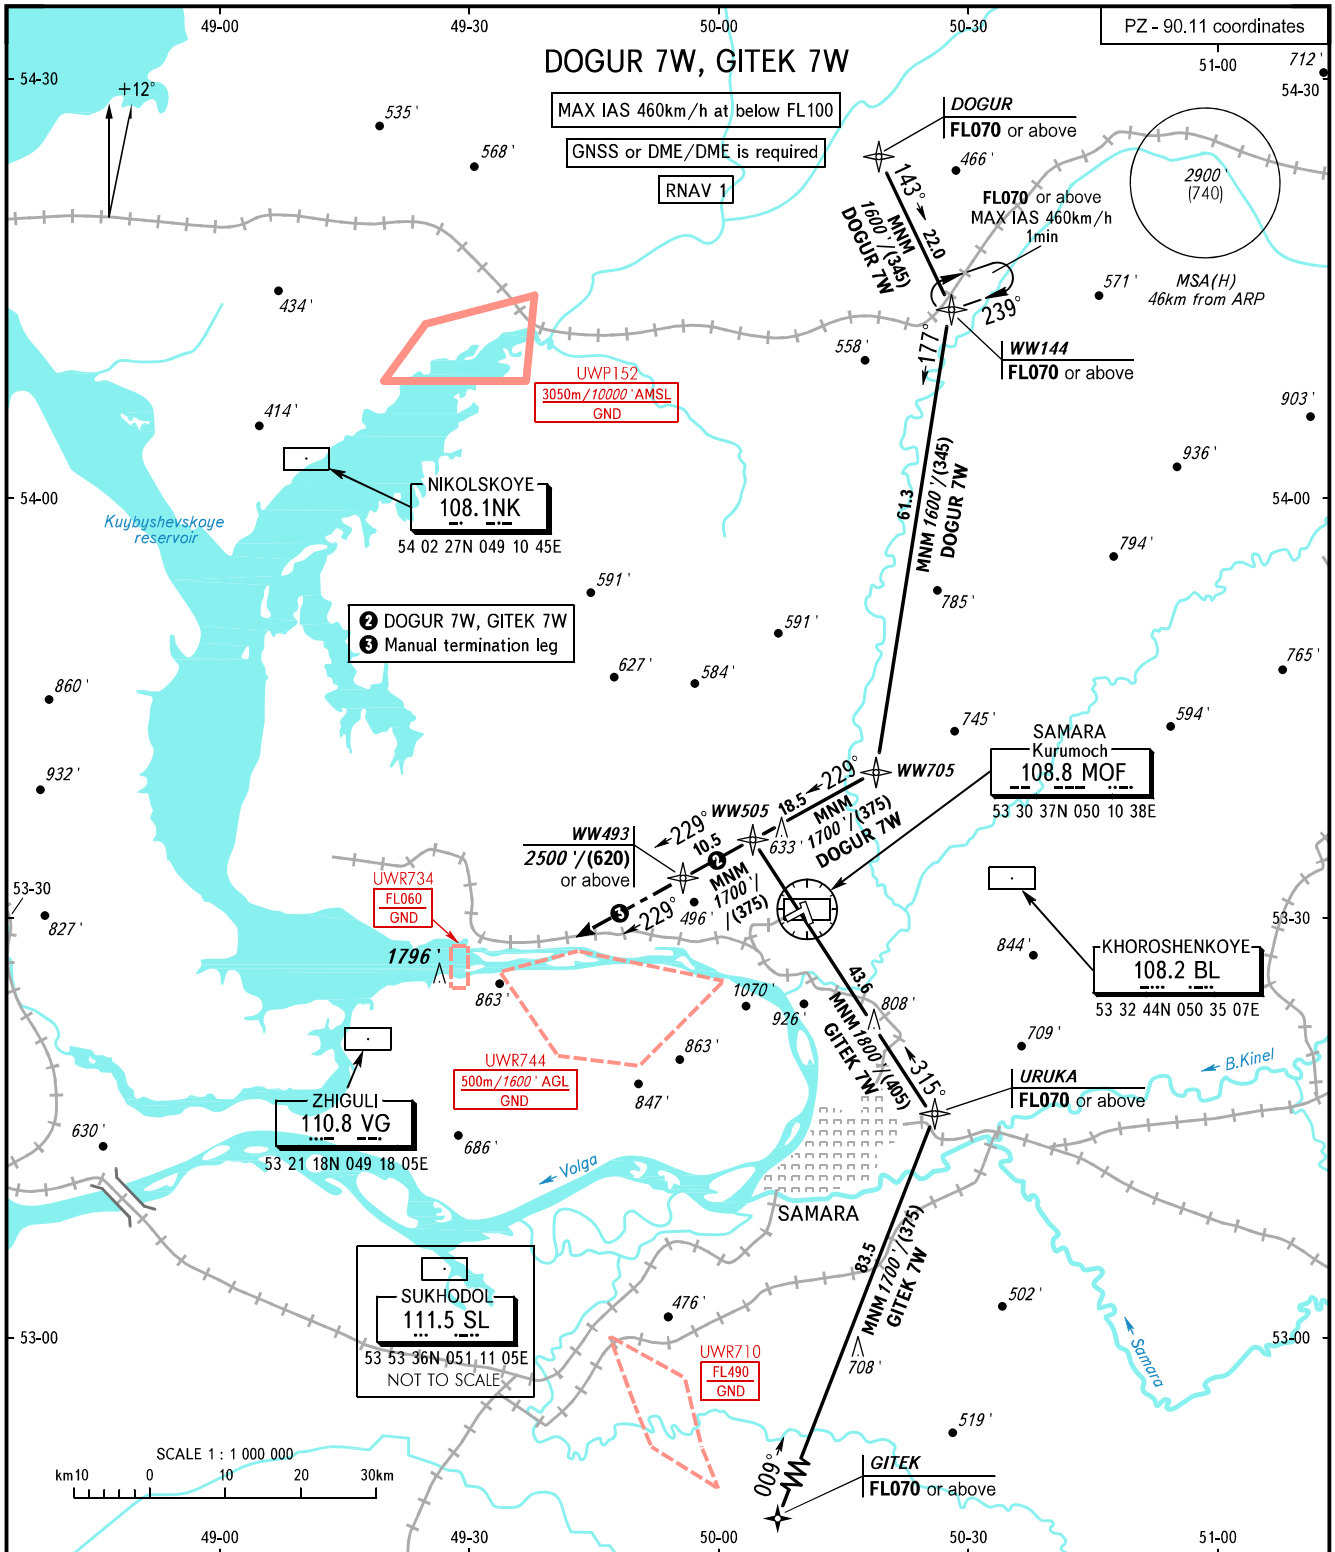 49-00
49-30
50-00
50-30
PZ - 90.11 coordinates
51-00
712 '
54-30
54-30
DOGUR 7W, GITEK 7W
MAX IAS 460km/h at below FL100
GNSS or DME/DME is required
RNAV 1
+12°
535 '
568 '
DOGUR
FL070 or above
466 '
2900 '
(740)
MSA(H)
46km from ARP
FL070 or above
MAX IAS 460km/h
1min
143°
22.0
MNM
1600 '/(345)
DOGUR 7W
239°
571 '
434 '
558 '
177°
WW144
FL070 or above
UWP152
3050m/10000 ' AMSL
GND
903 '
414 '
936 '
NIKOLSKOYE
108.1NK
54 02 27N 049 10 45E
54-00
54-00
Kuybyshevskoye
reservoir
61.3
MNM 1600 '/(345)
DOGUR 7W
794 '
591 '
785 '
2 DOGUR 7W, GITEK 7W
3 Manual termination leg
591 '
627 '
584 '
765 '
860 '
745 '
594 '
SAMARA
Kurumoch
108.8 MOF
53 30 37N 050 10 38E
932 '
WW705
229°
18.5
MNM
1700 '/(375)
DOGUR 7W
WW505
633 '
229°
10.5
2
WW493
2500 '/(620)
or above
MNM
1700 '/
/(375)
3
229°
496 '
UWR734
FL060
GND
53-30
53-30
827 '
844 '
KHOROSHENKOYE
108.2 BL
53 32 44N 050 35 07E
1796 '
863 '
1070 '
926 '
43.6
MNM 1800 '/(405)
GITEK 7W
808 '
709 '
863 '
UWR744
500m/1600 ' AGL
GND
847 '
315°
URUKA
FL070 or above
B.Kinel
ZHIGULI
110.8 VG
53 21 18N 049 18 05E
630 '
686 '
Volga
SAMARA
83.5
MNM 1700 '/(375)
GITEK 7W
SUKHODOL
111.5 SL
53 53 36N 051 11 05E
NOT TO SCALE
476 '
502 '
53-00
53-00
Samara
UWR710
FL490
GND
708 '
519 '
009°
GITEK
FL070 or above
SCALE 1 : 1 000 000
km10
0
10
20
30km
49-00
49-30
50-00
50-30
51-00